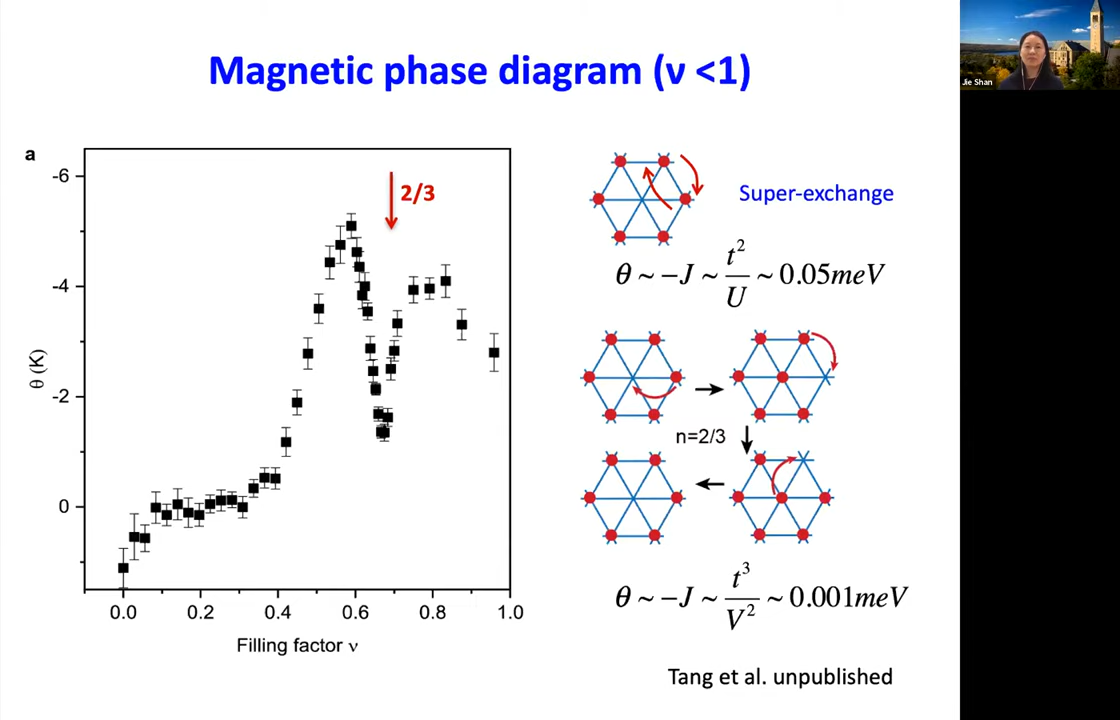 Magnetic phase diagram (ν <1)
Jie Shan
a
-6
-4
-2
0
θ (K)
0.0 0.2 0.4 0.6 0.8 1.0
Filling factor ν
2/3
Super-exchange
θ ~ −J ~ t²/U ~ 0.05meV
n=2/3
θ ~ −J ~ t³/V² ~ 0.001meV
Tang et al. unpublished